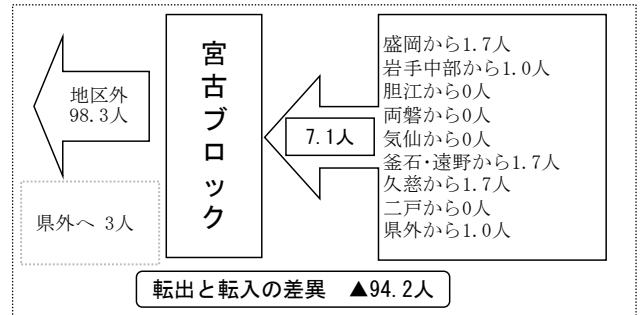 地区外
98.3人
県外へ 3人
宮古ブロック
7.1人
盛岡から1.7人
岩手中部から1.0人
胆江から0人
両磐から0人
気仙から0人
釜石・遠野から1.7人
久慈から1.7人
二戸から0人
県外から1.0人
転出と転入の差異 ▲94.2人